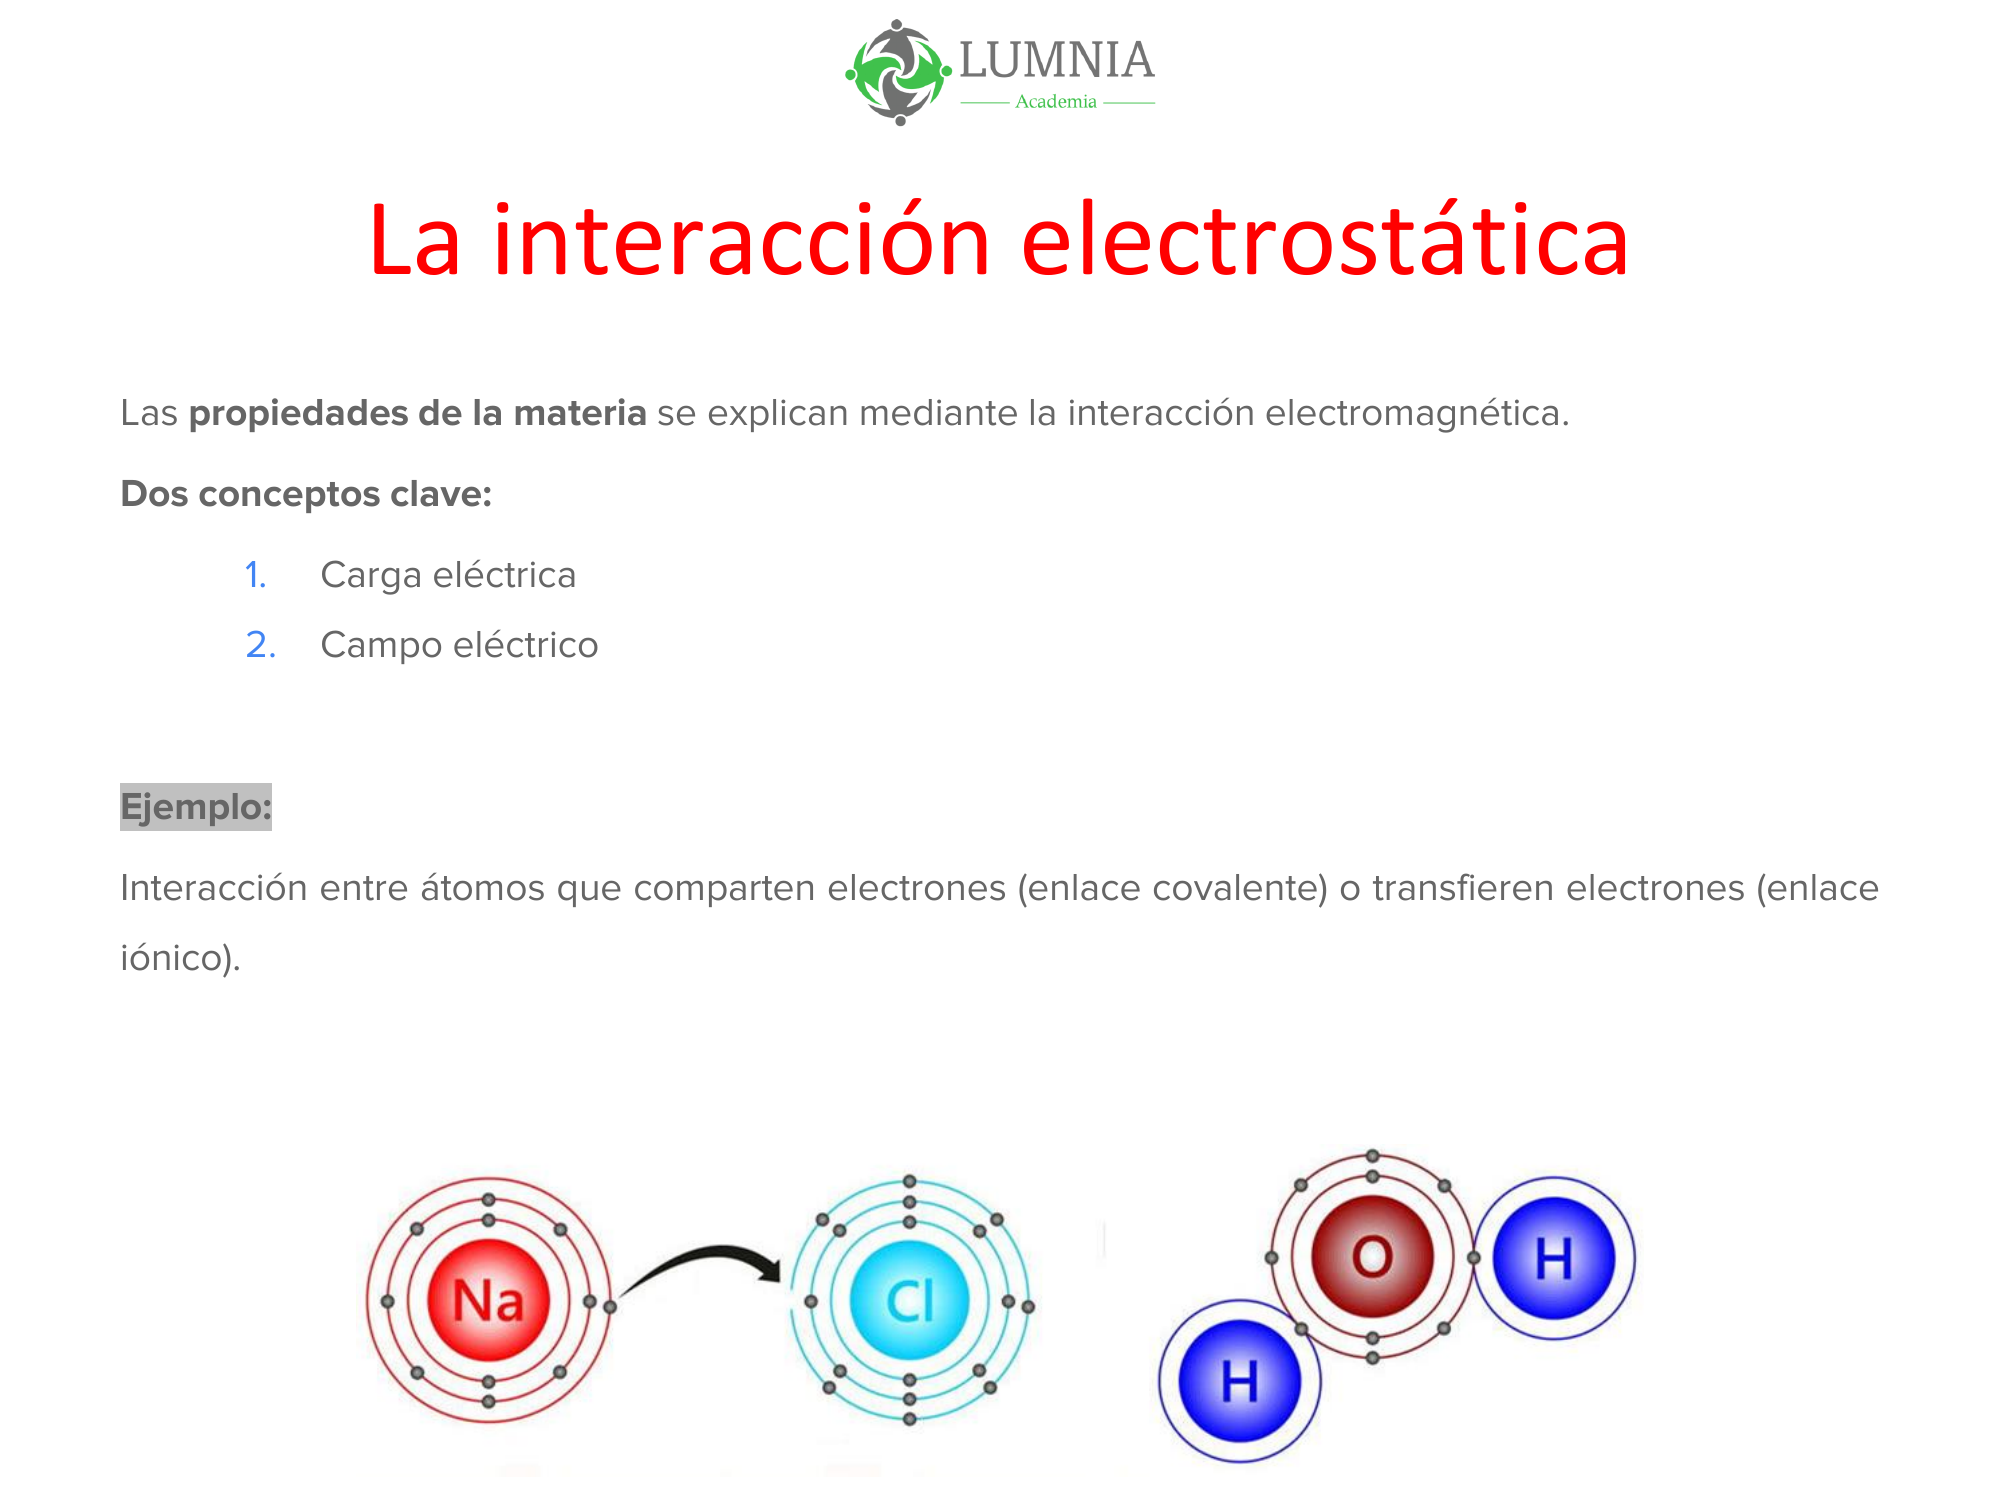 LUMNIA
Academia
La interacción electrostática
Las propiedades de la materia se explican mediante la interacción electromagnética.
Dos conceptos clave:
1. Carga eléctrica
2. Campo eléctrico
Ejemplo:
Interacción entre átomos que comparten electrones (enlace covalente) o transfieren electrones (enlace
iónico).
Na
Cl
O
H
H